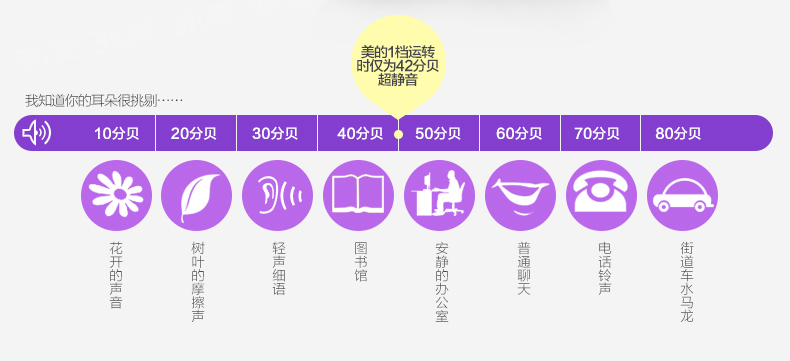 美的1档运转
时仅为42分贝
超静音
我知道你的耳朵很挑剔……
10分贝
20分贝
30分贝
40分贝
50分贝
60分贝
70分贝
80分贝
花开的声音
树叶的摩擦声
轻声细语
图书馆
安静的办公室
普通聊天
电话铃声
街道车水马龙